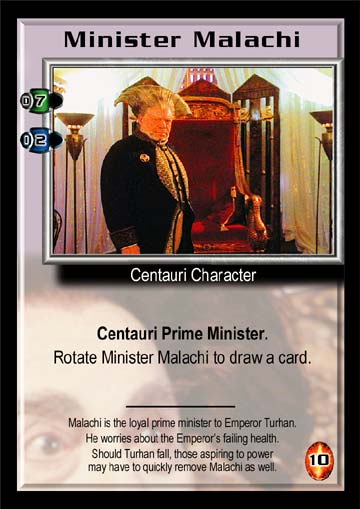 Minister Malachi
07
02
Centauri Character
Centauri Prime Minister.
Rotate Minister Malachi to draw a card.
Malachi is the loyal prime minister to Emperor Turhan.
He worries about the Emperor's failing health.
Should Turhan fall, those aspiring to power
may have to quickly remove Malachi as well.
10